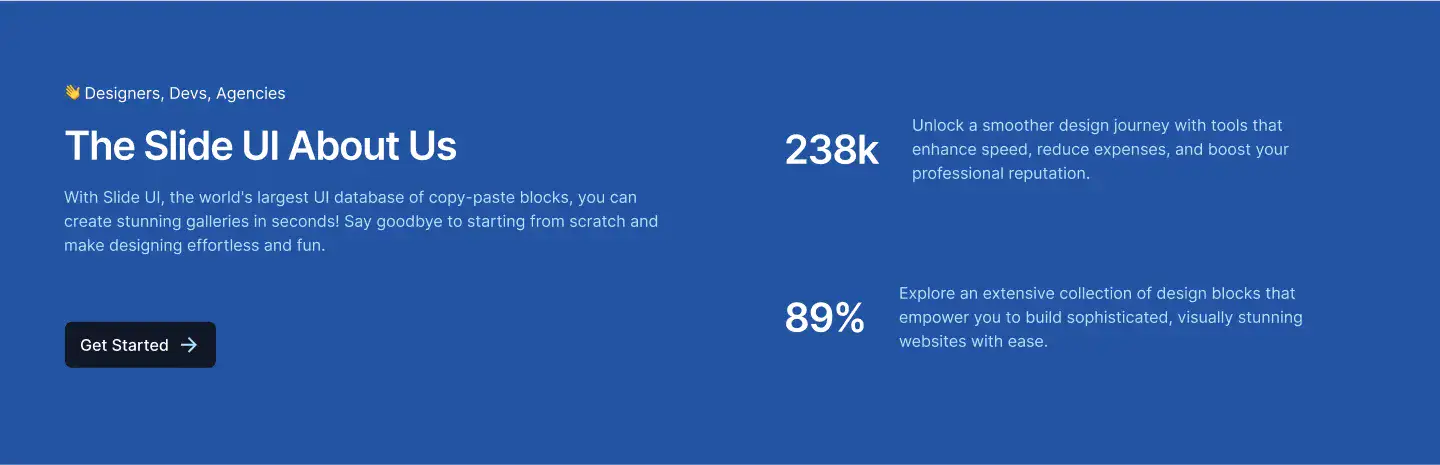 👋 Designers, Devs, Agencies
The Slide UI About Us
With Slide UI, the world's largest UI database of copy-paste blocks, you can
create stunning galleries in seconds! Say goodbye to starting from scratch and
make designing effortless and fun.
Get Started →
238k
Unlock a smoother design journey with tools that
enhance speed, reduce expenses, and boost your
professional reputation.
89%
Explore an extensive collection of design blocks that
empower you to build sophisticated, visually stunning
websites with ease.